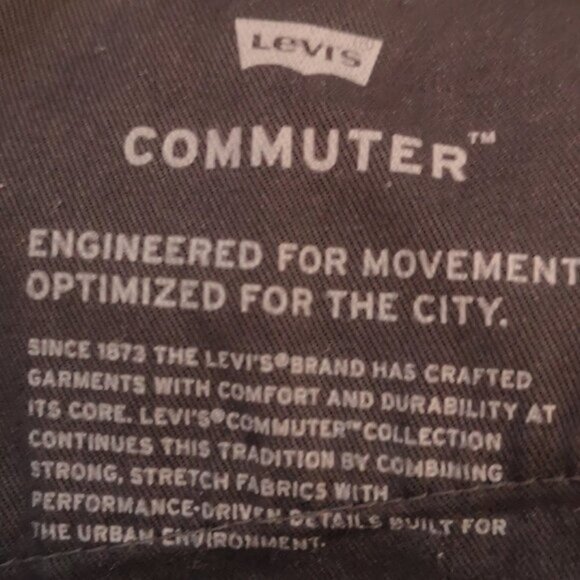 Levi's
COMMUTER™
ENGINEERED FOR MOVEMENT
OPTIMIZED FOR THE CITY.
SINCE 1873 THE LEVI'S® BRAND HAS CRAFTED
GARMENTS WITH COMFORT AND DURABILITY AT
ITS CORE. LEVI'S® COMMUTER™ COLLECTION
CONTINUES THIS TRADITION BY COMBINING
STRONG, STRETCH FABRICS WITH
PERFORMANCE-DRIVEN DETAILS BUILT FOR
THE URBAN ENVIRONMENT.